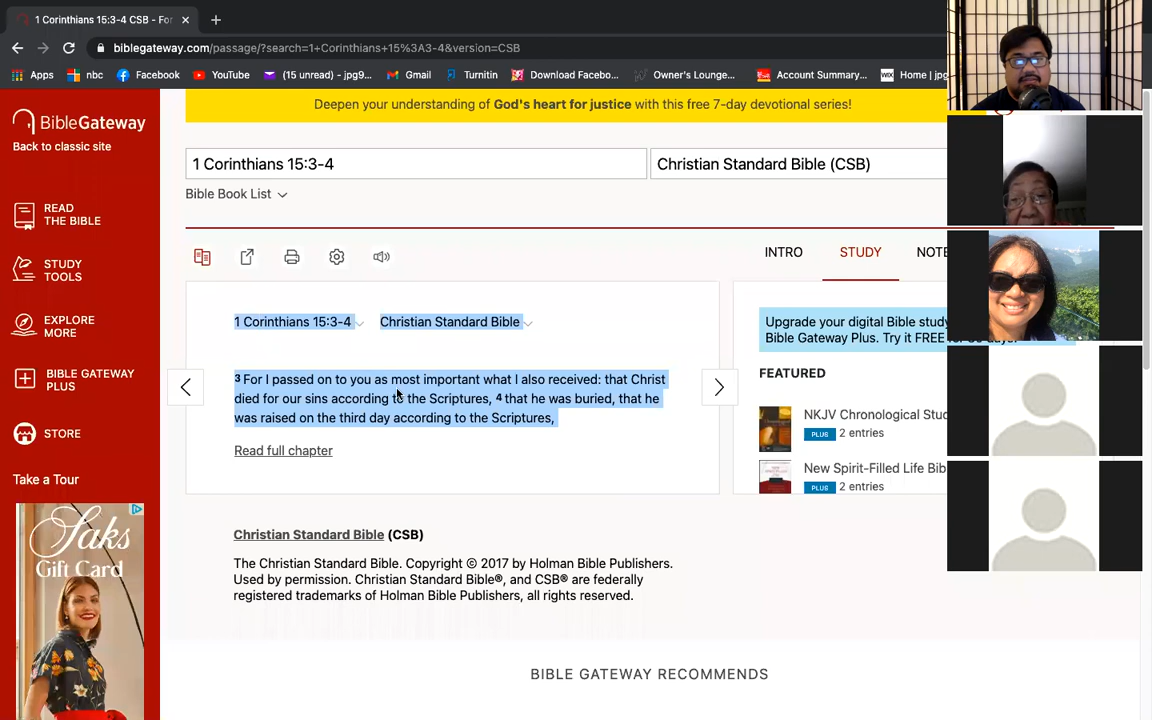 1 Corinthians 15:3-4 CSB - For
biblegateway.com/passage/?search=1+Corinthians+15%3A3-4&version=CSB
Apps
nbc
Facebook
YouTube
(15 unread) - jpg9...
Gmail
Turnitin
Download Facebo...
Owner's Lounge...
Account Summary...
WIX
Home | jpg
BibleGateway
Back to classic site
READ
THE BIBLE
STUDY
TOOLS
EXPLORE
MORE
BIBLE GATEWAY
PLUS
STORE
Take a Tour
Saks
Gift Card
Deepen your understanding of God's heart for justice with this free 7-day devotional series!
1 Corinthians 15:3-4
Christian Standard Bible (CSB)
Bible Book List
INTRO
STUDY
NOTE
1 Corinthians 15:3-4
Christian Standard Bible
3 For I passed on to you as most important what I also received: that Christ
died for our sins according to the Scriptures, 4 that he was buried, that he
was raised on the third day according to the Scriptures,
Read full chapter
Upgrade your digital Bible study
Bible Gateway Plus. Try it FREE
FEATURED
NKJV Chronological Stud
PLUS 2 entries
New Spirit-Filled Life Bib
PLUS 2 entries
Christian Standard Bible (CSB)
The Christian Standard Bible. Copyright © 2017 by Holman Bible Publishers.
Used by permission. Christian Standard Bible®, and CSB® are federally
registered trademarks of Holman Bible Publishers, all rights reserved.
BIBLE GATEWAY RECOMMENDS